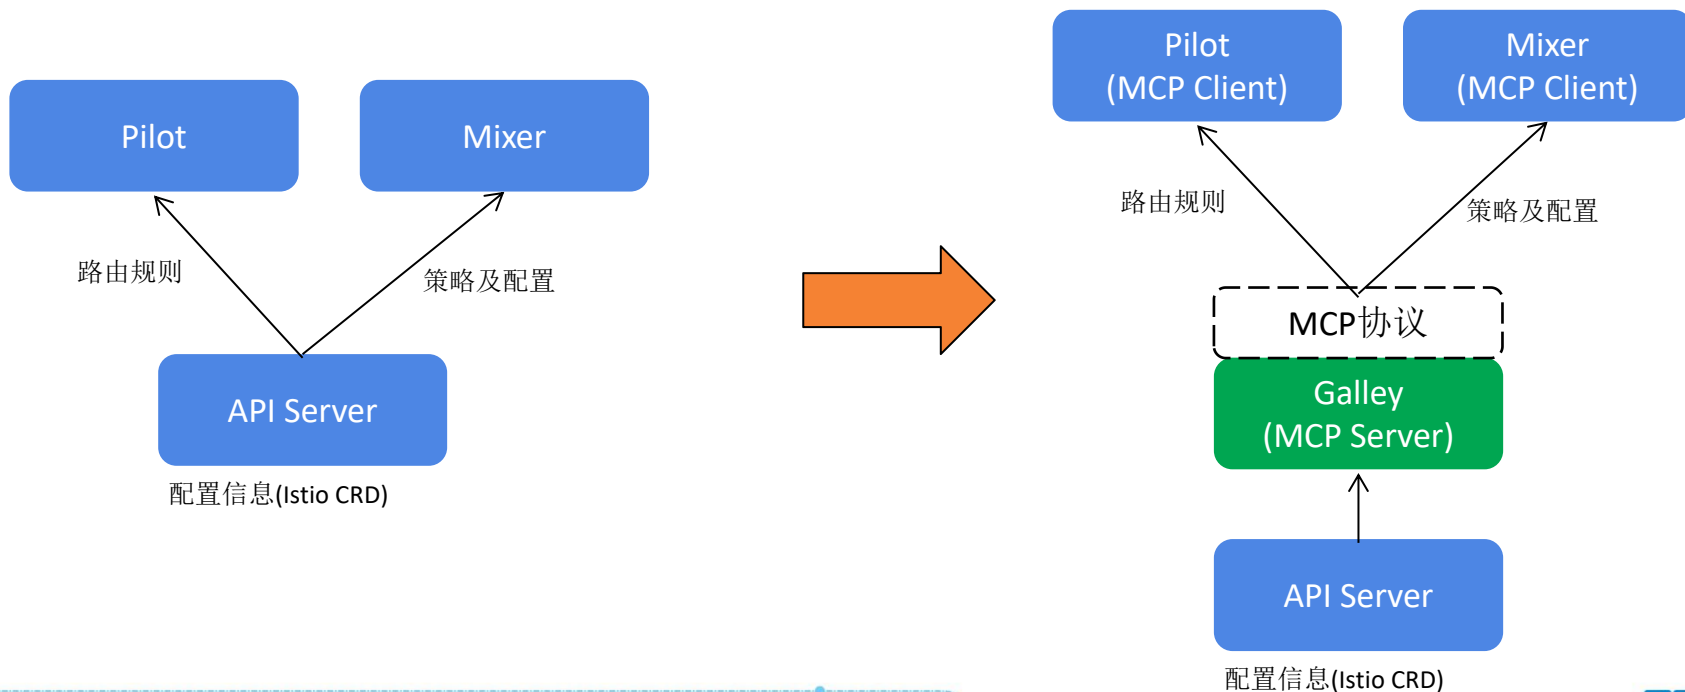 Pilot
Mixer
路由规则
策略及配置
API Server
配置信息(Istio CRD)
Pilot
(MCP Client)
Mixer
(MCP Client)
路由规则
策略及配置
MCP协议
Galley
(MCP Server)
API Server
配置信息(Istio CRD)